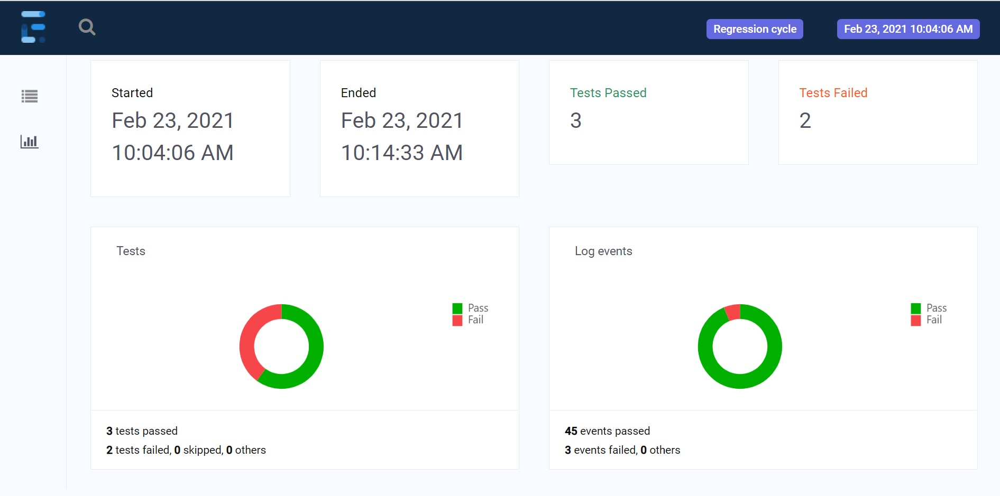 Regression cycle
Feb 23, 2021 10:04:06 AM
Started
Feb 23, 2021
10:04:06 AM
Ended
Feb 23, 2021
10:14:33 AM
Tests Passed
3
Tests Failed
2
Tests
Pass
Fail
3 tests passed
2 tests failed, 0 skipped, 0 others
Log events
Pass
Fail
45 events passed
3 events failed, 0 others